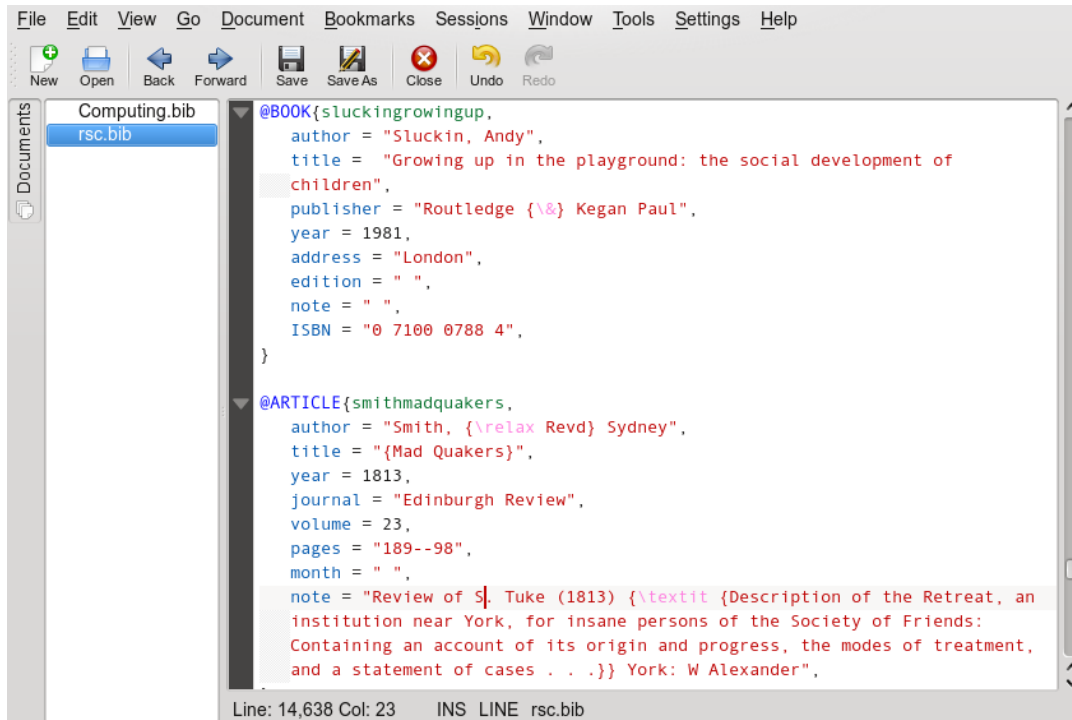 File Edit View Go Document Bookmarks Sessions Window Tools Settings Help
New Open Back Forward Save Save As Close Undo Redo
Documents
Computing.bib
rsc.bib
@BOOK{sluckingrowingup,
author = "Sluckin, Andy",
title =  "Growing up in the playground: the social development of
children",
publisher = "Routledge {\&} Kegan Paul",
year = 1981,
address = "London",
edition = " ",
note = " ",
ISBN = "0 7100 0788 4",
}
@ARTICLE{smithmadquakers,
author = "Smith, {\relax Revd} Sydney",
title = "{Mad Quakers}",
year = 1813,
journal = "Edinburgh Review",
volume = 23,
pages = "189--98",
month = " ",
note = "Review of S. Tuke (1813) {\textit {Description of the Retreat, an
institution near York, for insane persons of the Society of Friends:
Containing an account of its origin and progress, the modes of treatment,
and a statement of cases . . .}} York: W Alexander",
Line: 14,638 Col: 23 INS LINE rsc.bib